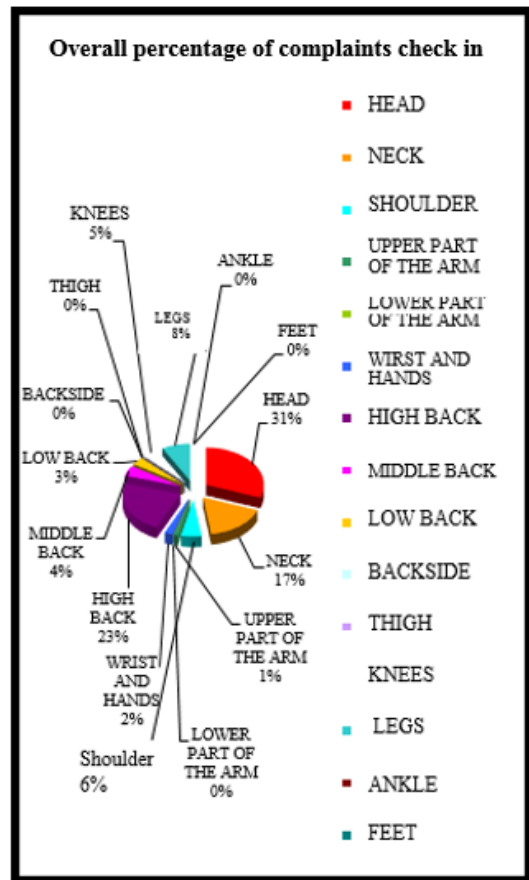 Overall percentage of complaints check in
KNEES
5%
ANKLE
0%
THIGH
0%
LEGS
8%
FEET
0%
BACKSIDE
0%
HEAD
31%
LOW BACK
3%
MIDDLE
BACK
4%
NECK
17%
HIGH
BACK
23%
UPPER
PART OF
THE ARM
1%
WRIST
AND
HANDS
2%
LOWER
PART OF
THE ARM
0%
Shoulder
6%
HEAD
NECK
SHOULDER
UPPER PART
OF THE ARM
LOWER PART
OF THE ARM
WIRST AND
HANDS
HIGH BACK
MIDDLE BACK
LOW BACK
BACKSIDE
THIGH
KNEES
LEGS
ANKLE
FEET